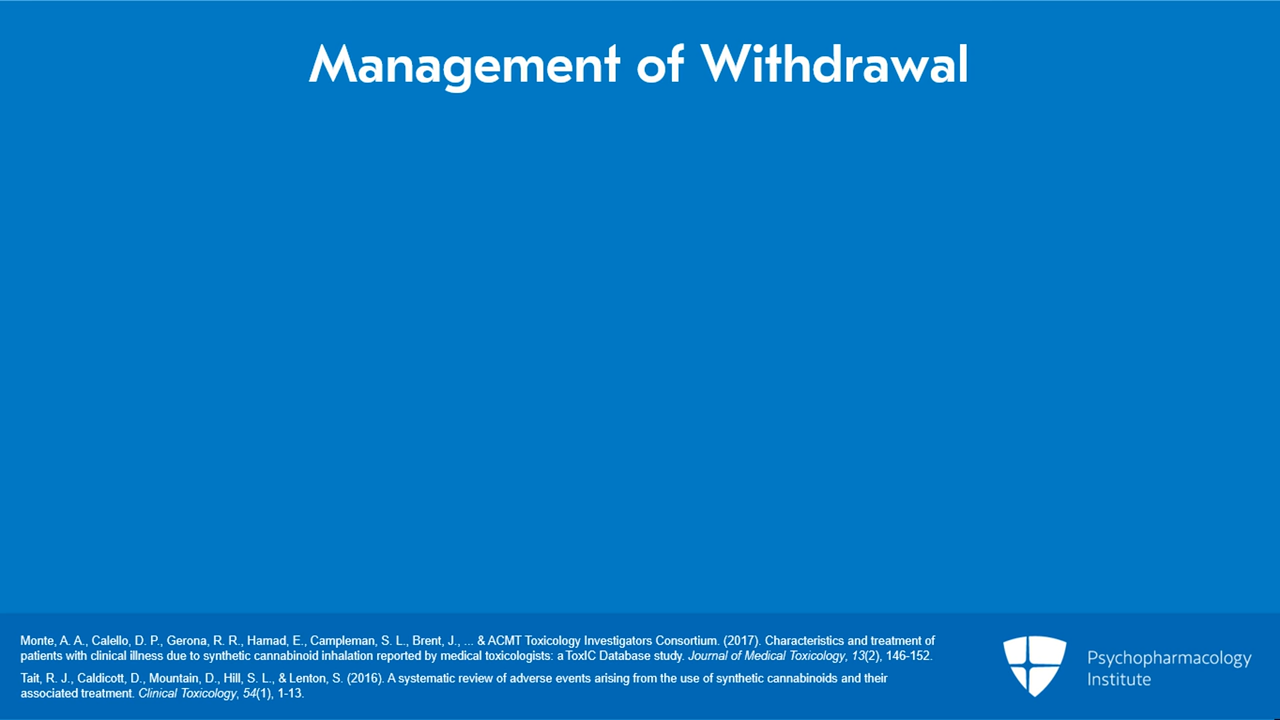 Management of Withdrawal
Monte, A. A., Calello, D. P., Gerona, R. R., Hamad, E., Campleman, S. L., Brent, J., ... & ACMT Toxicology Investigators Consortium. (2017). Characteristics and treatment of
patients with clinical illness due to synthetic cannabinoid inhalation reported by medical toxicologists: a ToxIC Database study. Journal of Medical Toxicology, 13(2), 146-152.
Tait, R. J., Caldicott, D., Mountain, D., Hill, S. L., & Lenton, S. (2016). A systematic review of adverse events arising from the use of synthetic cannabinoids and their
associated treatment. Clinical Toxicology, 54(1), 1-13.
Psychopharmacology
Institute